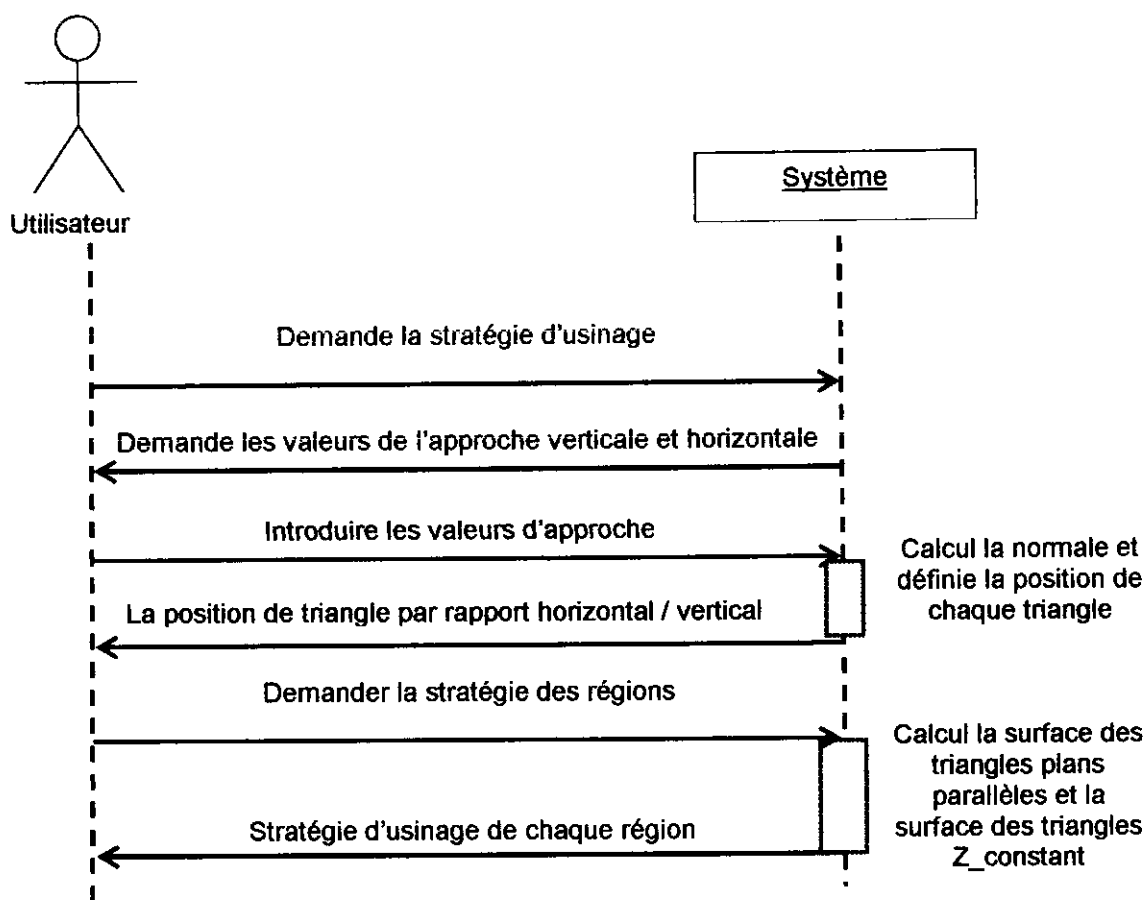 Utilisateur
Système
Demande la stratégie d'usinage
Demande les valeurs de l'approche verticale et horizontale
Introduire les valeurs d'approche
Calcul la normale et
définie la position de
chaque triangle
La position de triangle par rapport horizontal / vertical
Demander la stratégie des régions
Calcul la surface des
triangles plans
parallèles et la
surface des triangles
Z_constant
Stratégie d'usinage de chaque région